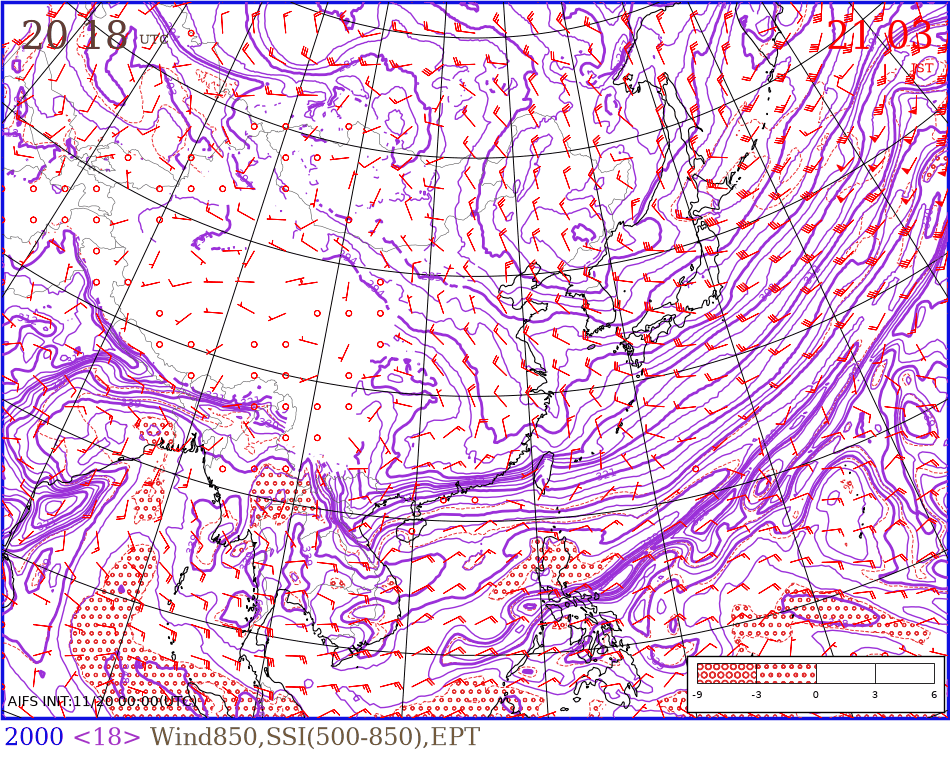 20 18 UTC
21 03
JST
-9 -3 0 3 6
AIFS INIT:11/20 00:00(UTC)
2000 <18> Wind850,SSI(500-850),EPT